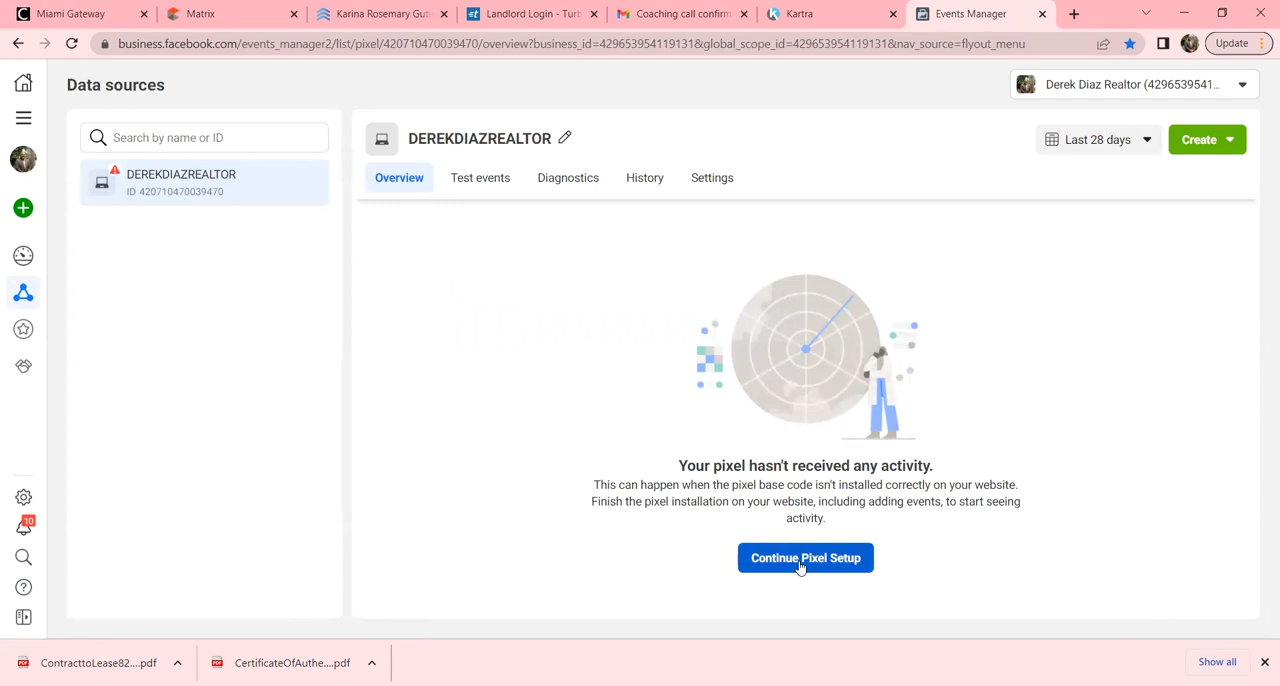 Miami Gateway
Matrix
Karina Rosemary Gut
Landlord Login - Turb
Coaching call confirm
Kartra
Events Manager
business.facebook.com/events_manager2/list/pixel/420710470039470/overview?business_id=429653954119131&global_scope_id=429653954119131&nav_source=flyout_menu
Update
Data sources
Derek Diaz Realtor (4296539541...
Search by name or ID
DEREKDIAZREALTOR
ID 420710470039470
DEREKDIAZREALTOR
Last 28 days
Create
Overview
Test events
Diagnostics
History
Settings
Your pixel hasn't received any activity.
This can happen when the pixel base code isn't installed correctly on your website.
Finish the pixel installation on your website, including adding events, to start seeing
activity.
Continue Pixel Setup
10
ContracttoLease82....pdf
CertificateOfAuthe....pdf
Show all